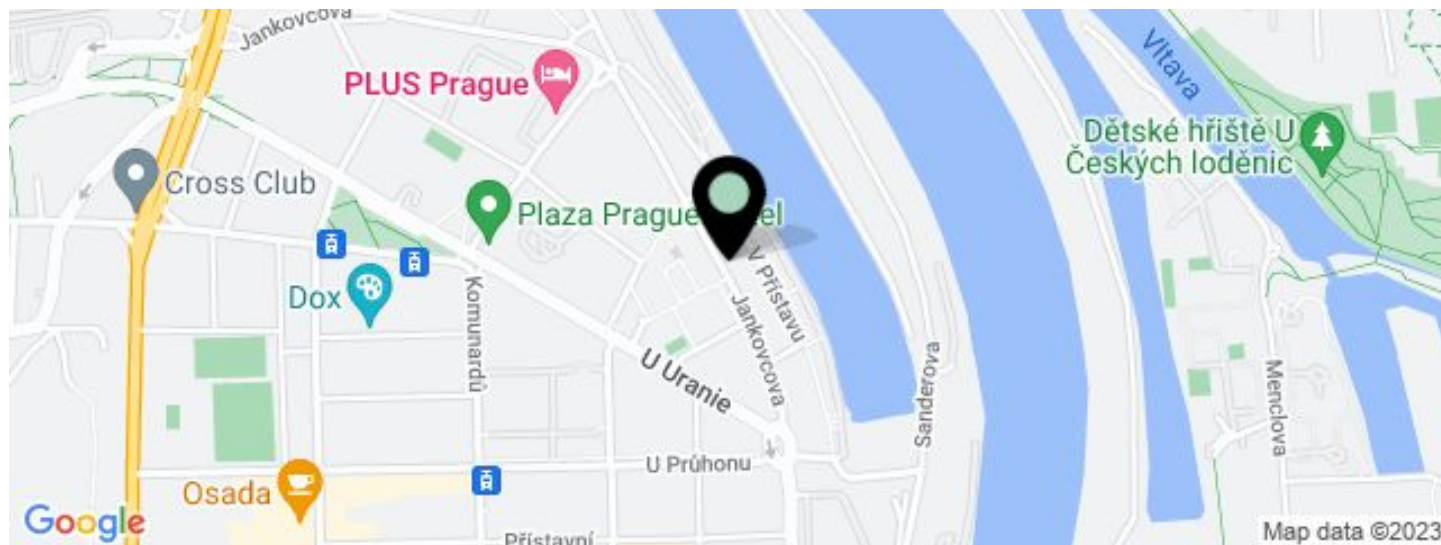 Jankovcova
PLUS Prague
Vltava
Dětské hřiště U
Českých loděnic
Cross Club
Plaza Prague
el
Dox
Komunardů
V Přístavu
Jankovcova
U Uranie
Sanderova
Menclova
U Průhonu
Osada
Google
Přístavní
Map data ©2023